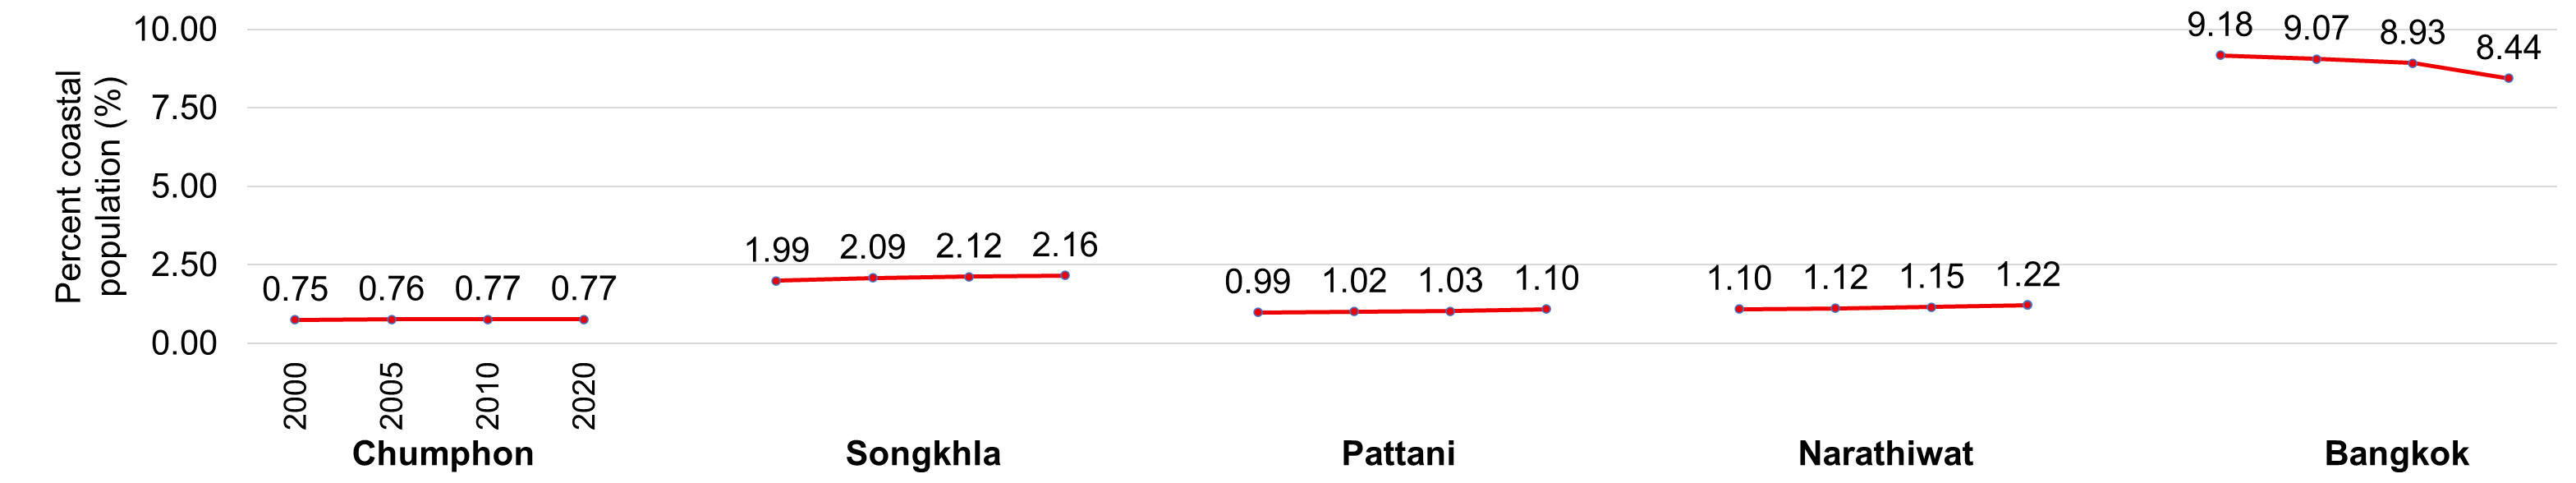 Percent coastal
population (%)
10.00
7.50
5.00
2.50
0.00
0.75 0.76 0.77 0.77
1.99 2.09 2.12 2.16
0.99 1.02 1.03 1.10
1.10 1.12 1.15 1.22
9.18 9.07 8.93 8.44
2000 2005 2010 2020
Chumphon Songkhla Pattani Narathiwat Bangkok